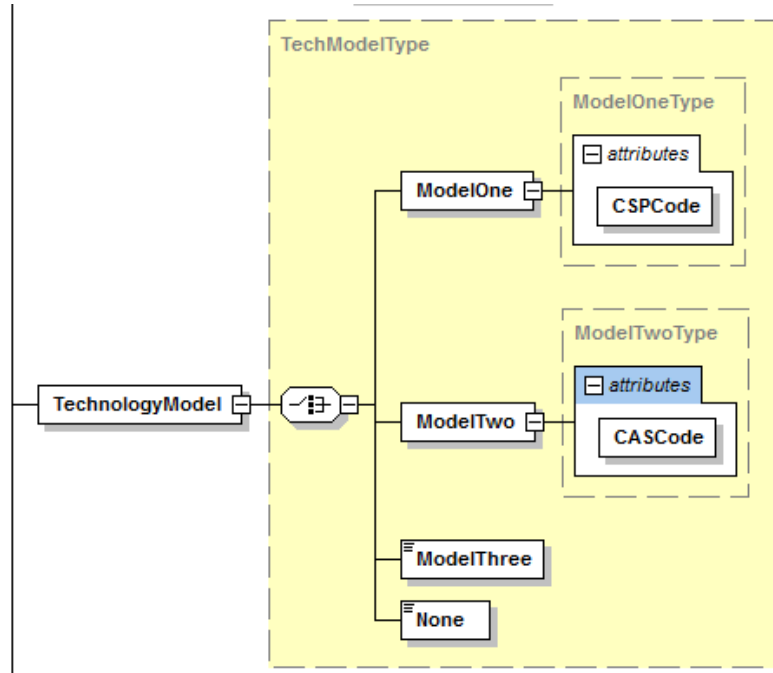 TechModelType
ModelOneType
attributes
ModelOne
CSPCode
ModelTwoType
attributes
TechnologyModel
ModelTwo
CASCode
ModelThree
None